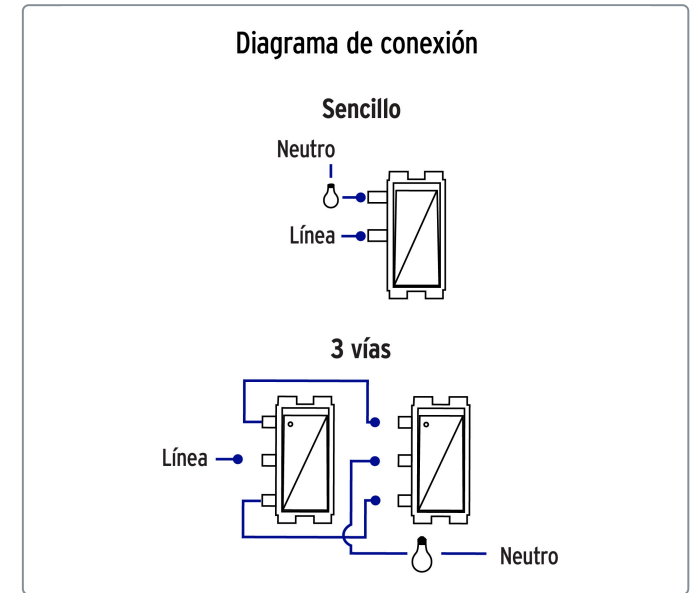 Diagrama de conexión
Sencillo
Neutro
Línea
3 vías
Línea
Neutro